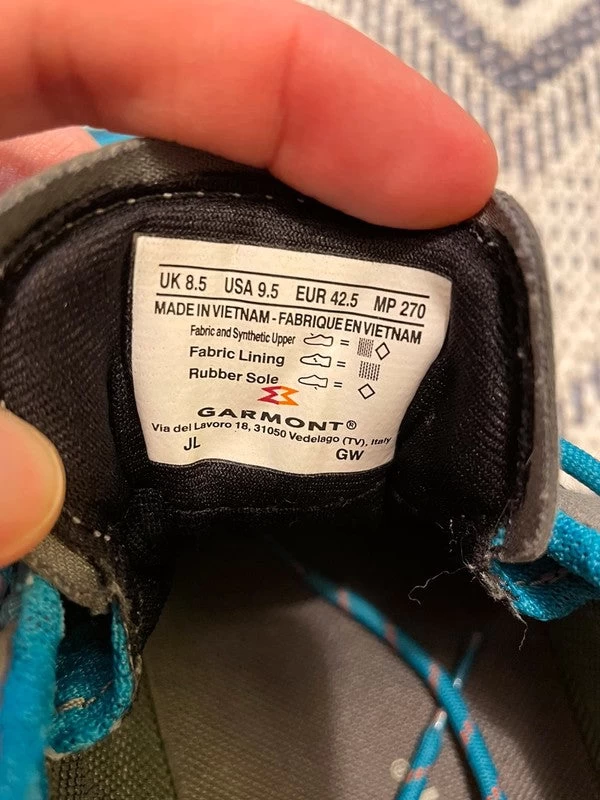 UK 8.5 USA 9.5 EUR 42.5 MP 270
MADE IN VIETNAM - FABRIQUE EN VIETNAM
Fabric and Synthetic Upper =
Fabric Lining =
Rubber Sole =
GARMONT®
Via del Lavoro 18, 31050 Vedelago (TV), Italy
JL GW